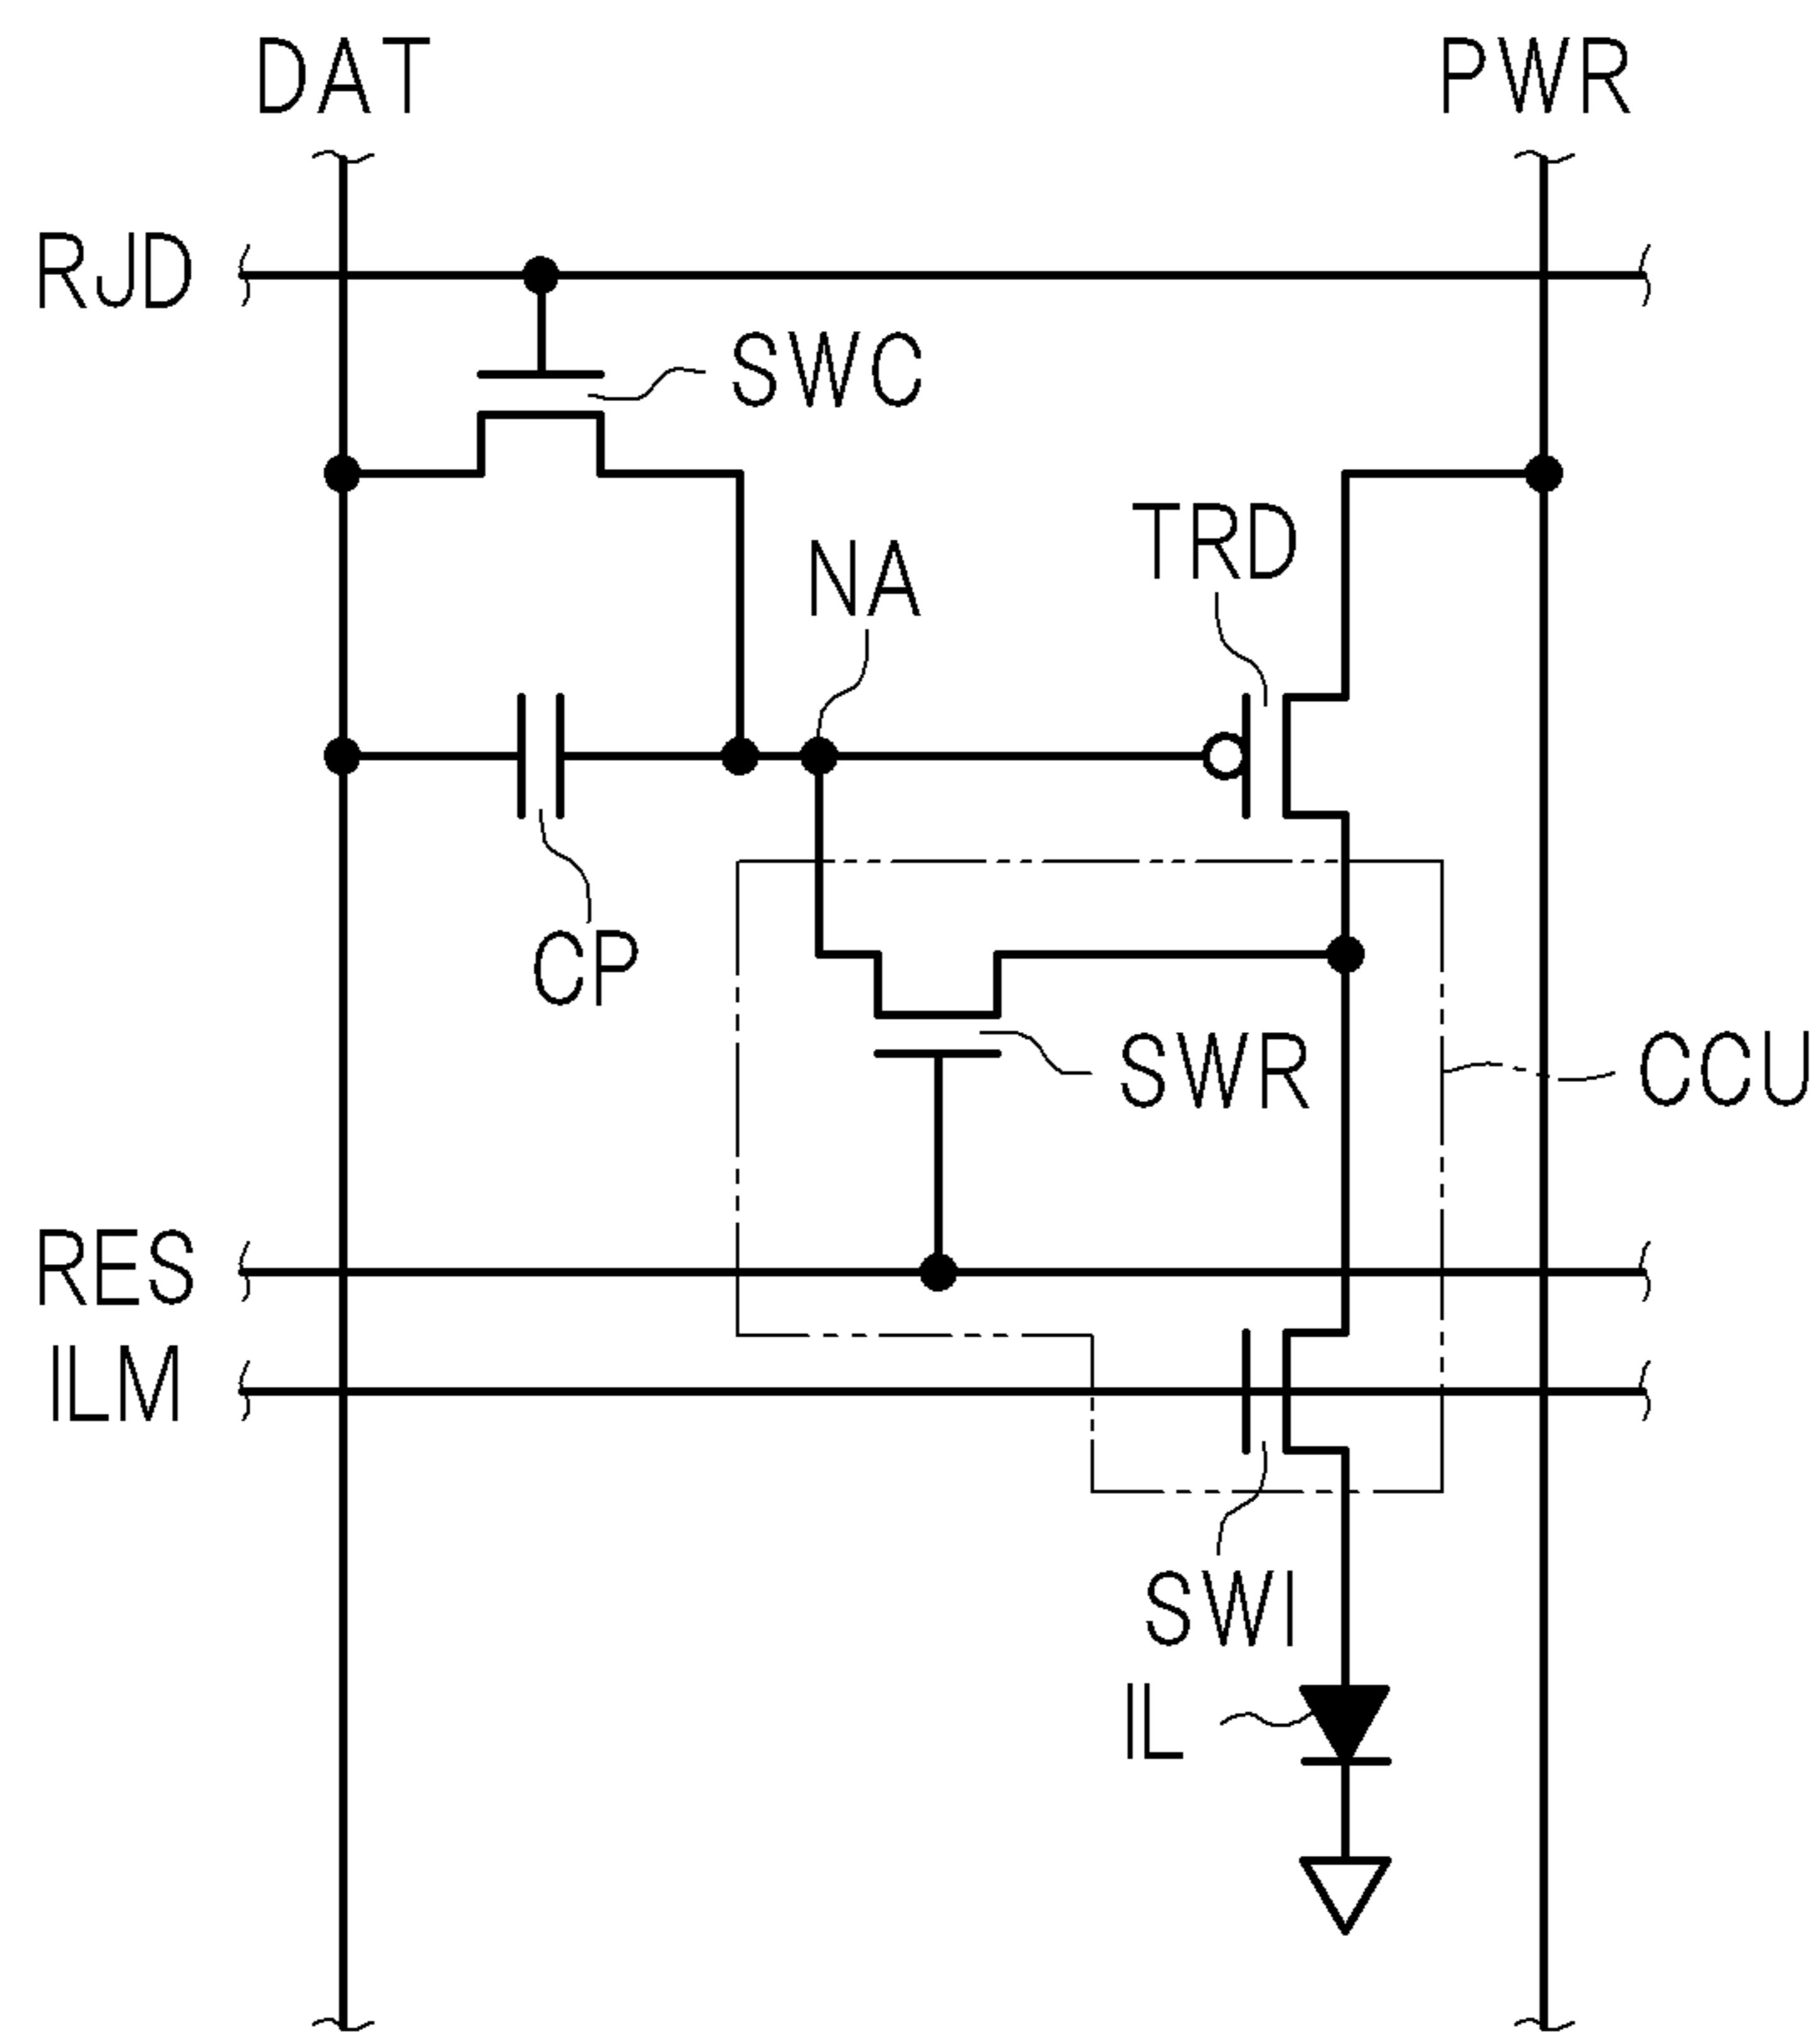 DAT
PWR
RJD
SWC
TRD
NA
CP
SWR
CCU
RES
ILM
SWI
IL